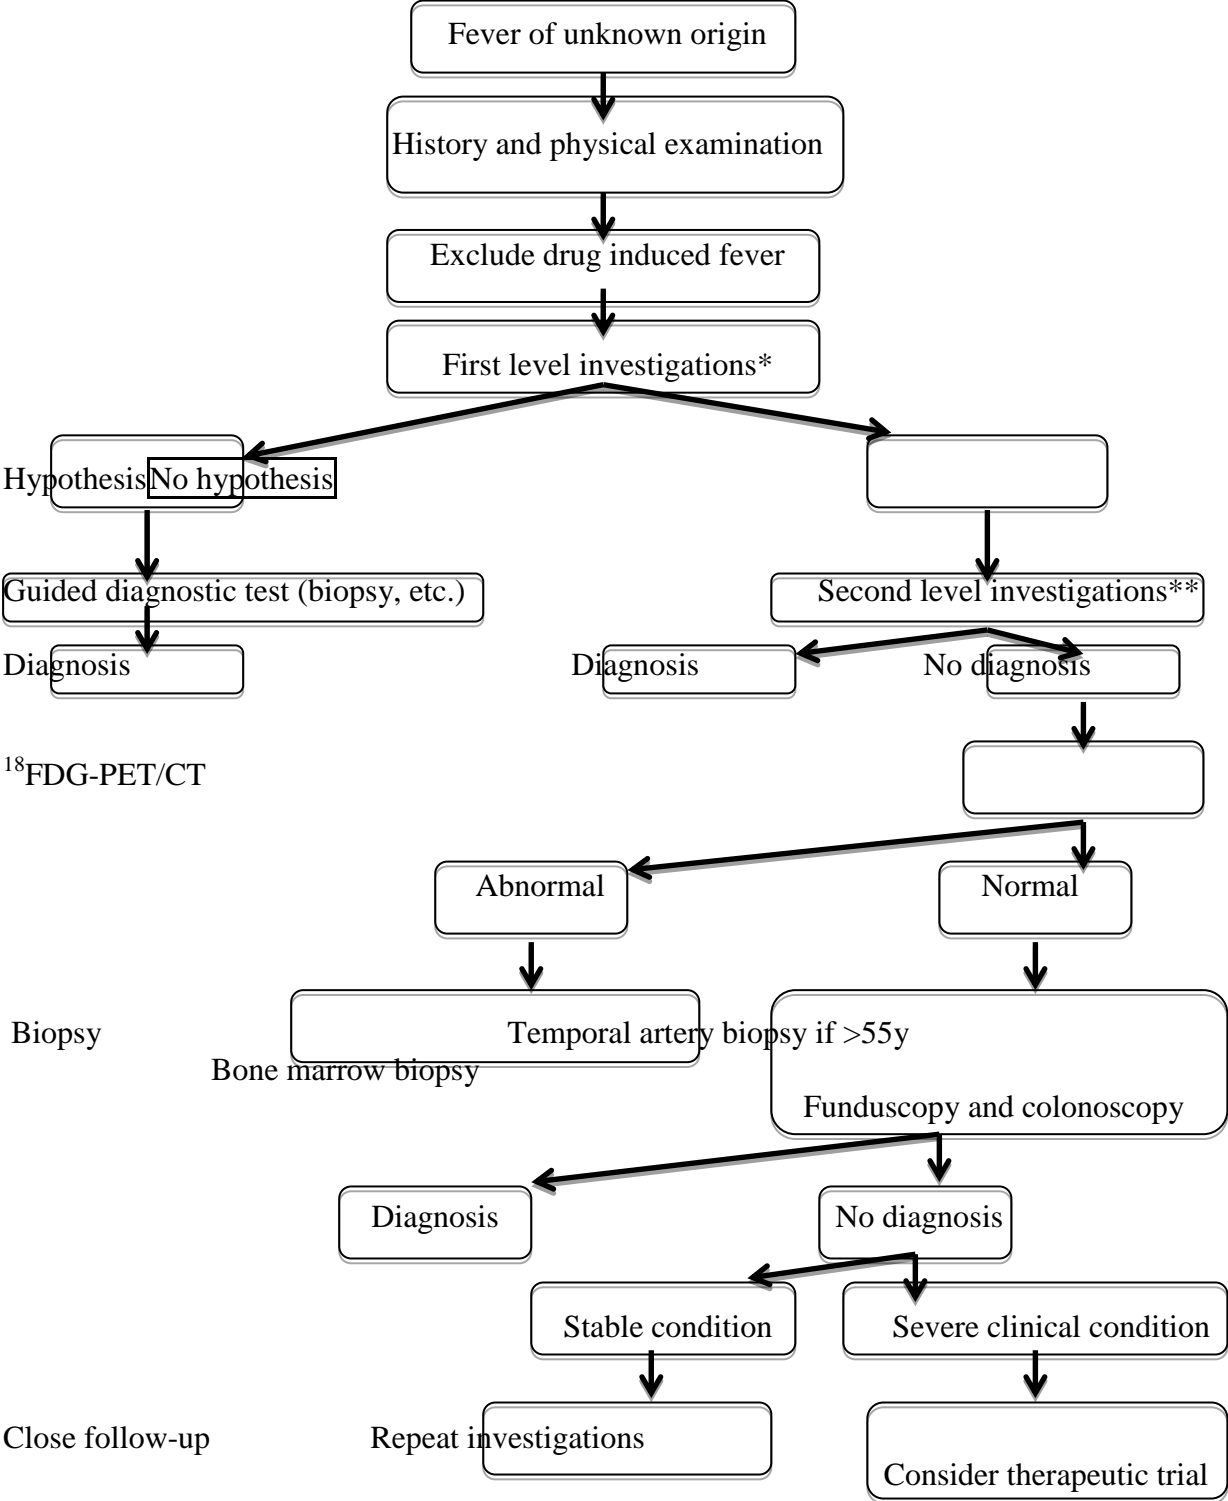 Fever of unknown origin
History and physical examination
Exclude drug induced fever
First level investigations*
Hypothesis No hypothesis
Guided diagnostic test (biopsy, etc.) Second level investigations**
Diagnosis Diagnosis No diagnosis
18FDG-PET/CT
Abnormal Normal
Biopsy Temporal artery biopsy if >55y
Bone marrow biopsy
Funduscopy and colonoscopy
Diagnosis No diagnosis
Stable condition Severe clinical condition
Close follow-up Repeat investigations
Consider therapeutic trial